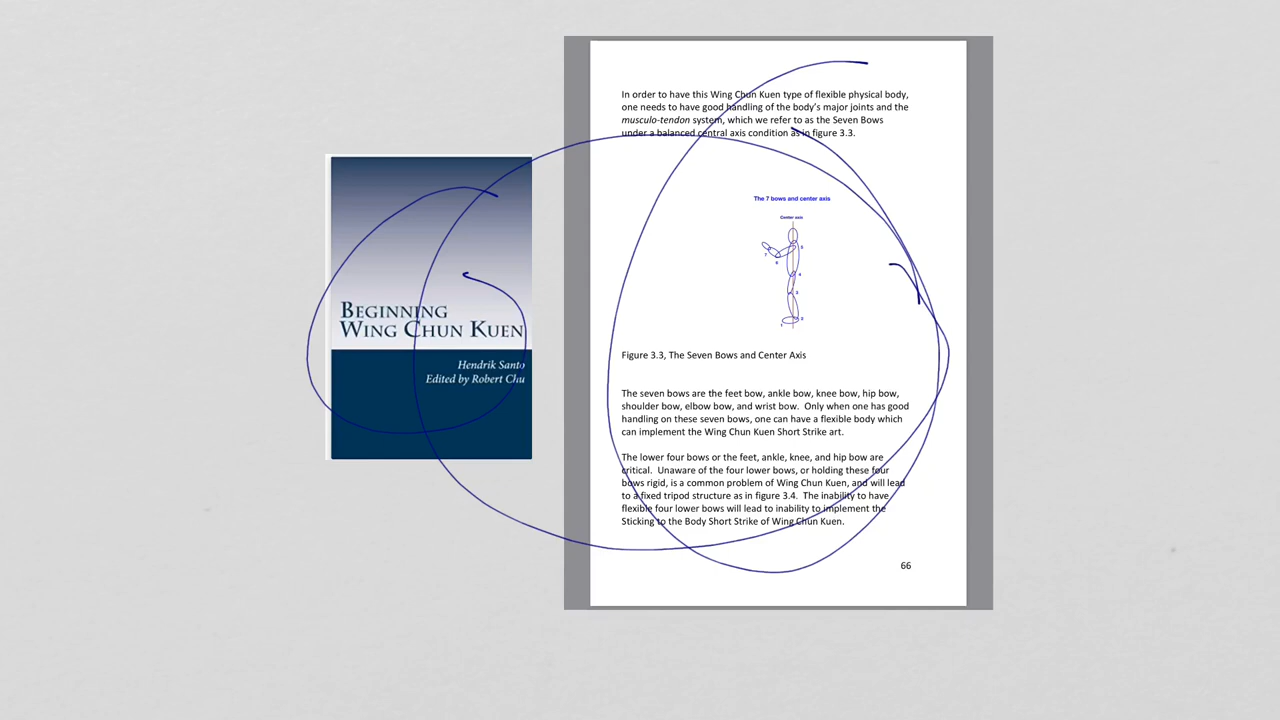 BEGINNING
WING CHUN KUEN
Hendrik Santo
Edited by Robert Chu
In order to have this Wing Chun Kuen type of flexible physical body,
one needs to have good handling of the body's major joints and the
musculo-tendon system, which we refer to as the Seven Bows
under a balanced central axis condition as in figure 3.3.
The 7 bows and center axis
Center axis
5
7
6
4
3
2
1
Figure 3.3, The Seven Bows and Center Axis
The seven bows are the feet bow, ankle bow, knee bow, hip bow,
shoulder bow, elbow bow, and wrist bow.  Only when one has good
handling on these seven bows, one can have a flexible body which
can implement the Wing Chun Kuen Short Strike art.
The lower four bows or the feet, ankle, knee, and hip bow are
critical.  Unaware of the four lower bows, or holding these four
bows rigid, is a common problem of Wing Chun Kuen, and will lead
to a fixed tripod structure as in figure 3.4.  The inability to have
flexible four lower bows will lead to inability to implement the
Sticking to the Body Short Strike of Wing Chun Kuen.
66